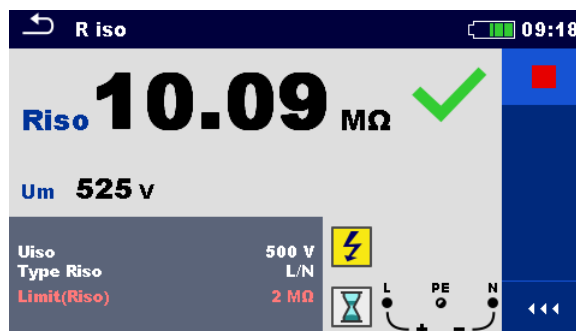 R iso 09:18
Riso 10.09 MΩ
Um 525 V
Uiso 500 V
Type Riso L/N
Limit(Riso) 2 MΩ
L PE N
+ -